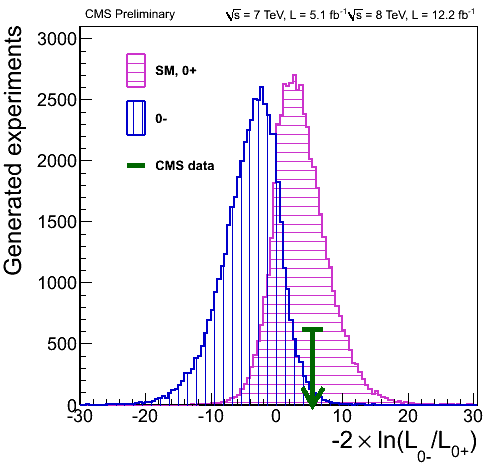 CMS Preliminary √s = 7 TeV, L = 5.1 fb⁻¹ √s = 8 TeV, L = 12.2 fb⁻¹
Generated experiments
3000
2500
2000
1500
1000
500
0
SM, 0+
0-
CMS data
-30 -20 -10 0 10 20 30
-2 × ln(L₀₋/L₀₊)